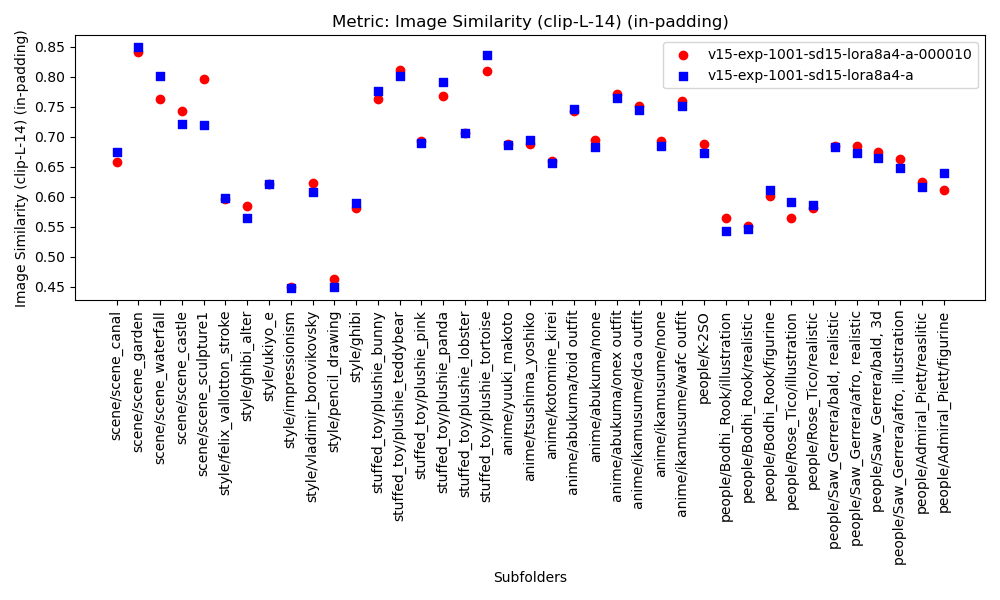 Metric: Image Similarity (clip-L-14) (in-padding)
Image Similarity (clip-L-14) (in-padding)
0.85
0.80
0.75
0.70
0.65
0.60
0.55
0.50
0.45
v15-exp-1001-sd15-lora8a4-a-000010
v15-exp-1001-sd15-lora8a4-a
scene/scene_canal
scene/scene_garden
scene/scene_waterfall
scene/scene_castle
scene/scene_sculpture1
style/felix_vallotton_stroke
style/ghibi_alter
style/ukiyo_e
style/impressionism
style/vladimir_borovikovsky
style/pencil_drawing
style/ghibi
stuffed_toy/plushie_bunny
stuffed_toy/plushie_teddybear
stuffed_toy/plushie_pink
stuffed_toy/plushie_panda
stuffed_toy/plushie_lobster
stuffed_toy/plushie_tortoise
anime/yuuki_makoto
anime/tsushima_yoshiko
anime/kotomine_kirei
anime/abukuma/toid outfit
anime/abukuma/none
anime/abukuma/onex outfit
anime/ikamusume/dca outfit
anime/ikamusume/none
anime/ikamusume/wafc outfit
people/K-2SO
people/Bodhi_Rook/illustration
people/Bodhi_Rook/realistic
people/Bodhi_Rook/figurine
people/Rose_Tico/illustration
people/Rose_Tico/realistic
people/Saw_Gerrera/bald, realistic
people/Saw_Gerrera/afro, realistic
people/Saw_Gerrera/bald, 3d
people/Saw_Gerrera/afro, illustration
people/Admiral_Piett/reasilitic
people/Admiral_Piett/figurine
Subfolders